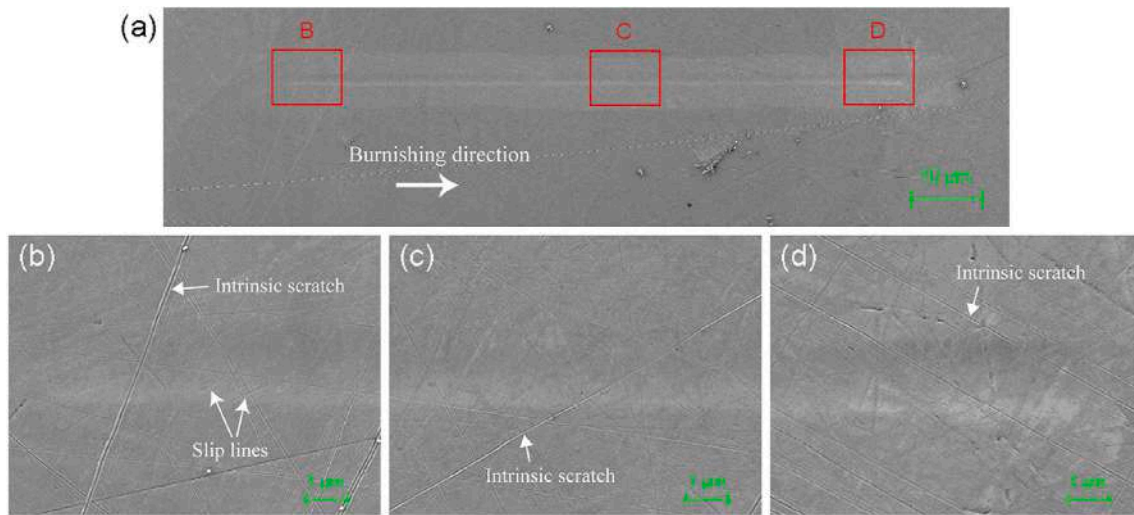 (a)
B
C
D
Burnishing direction
(b)
Intrinsic scratch
Slip lines
(c)
Intrinsic scratch
(d)
Intrinsic scratch